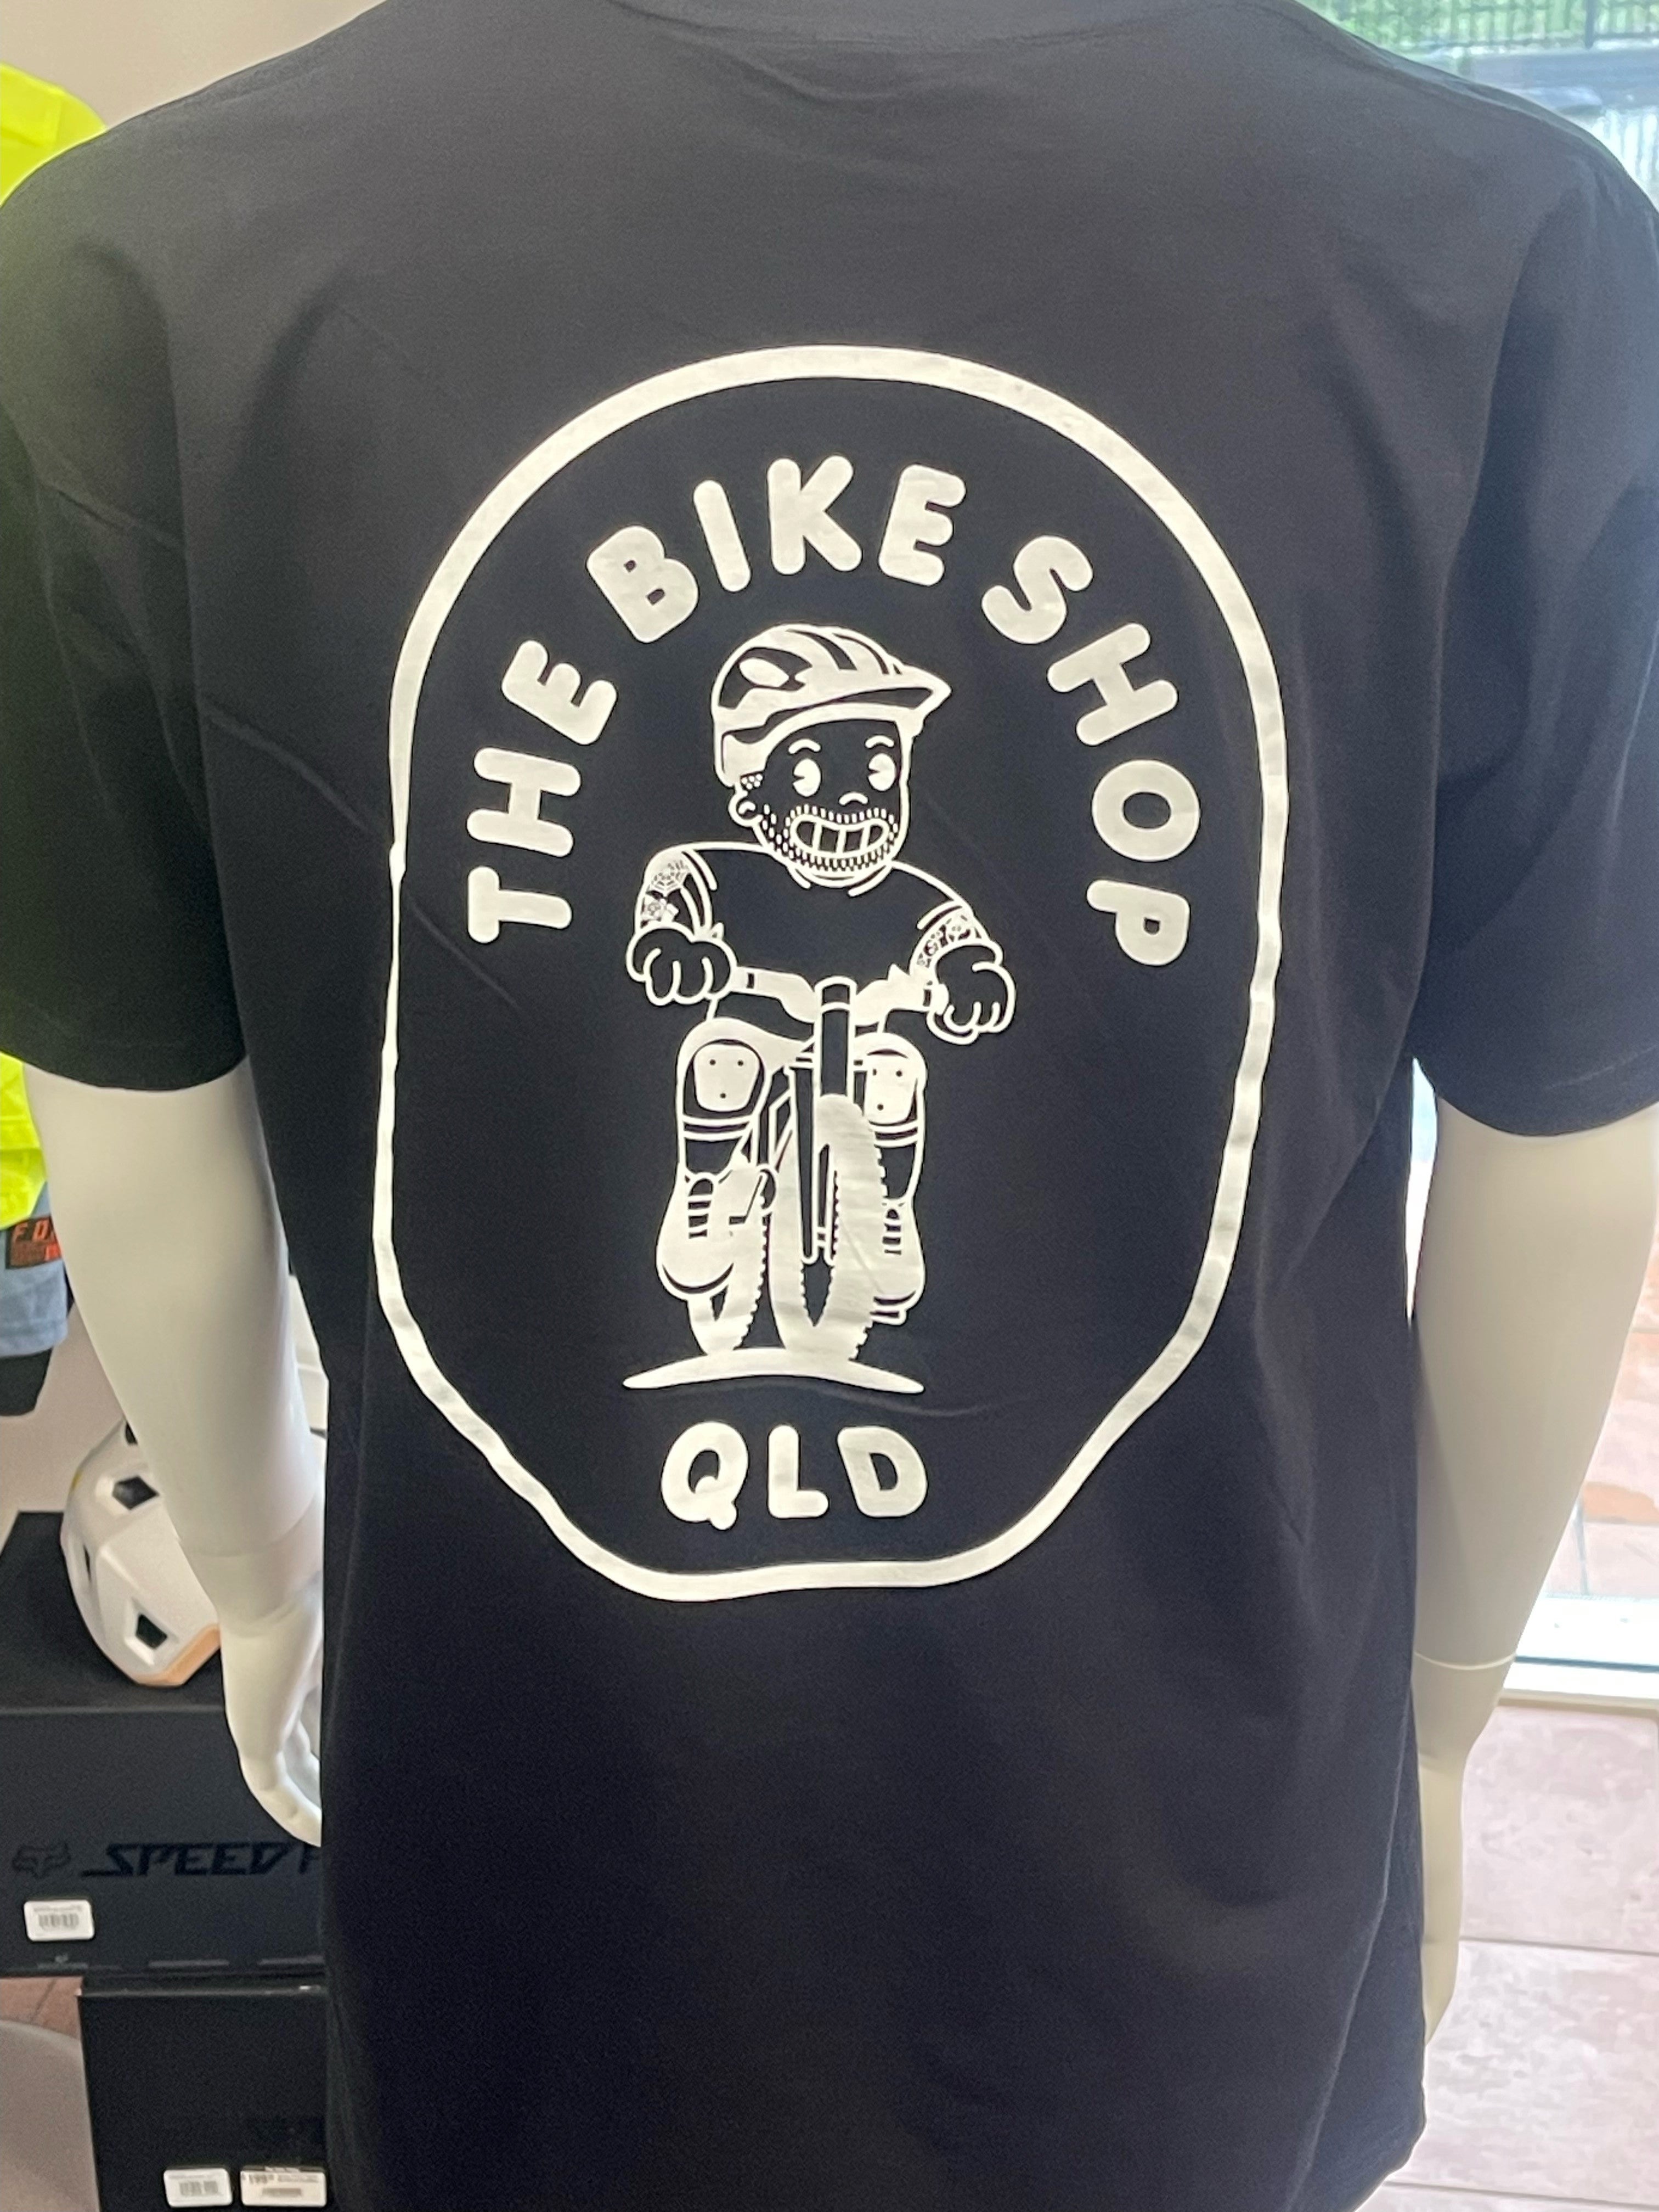 THE BIKE SHOP
QLD
SPEED